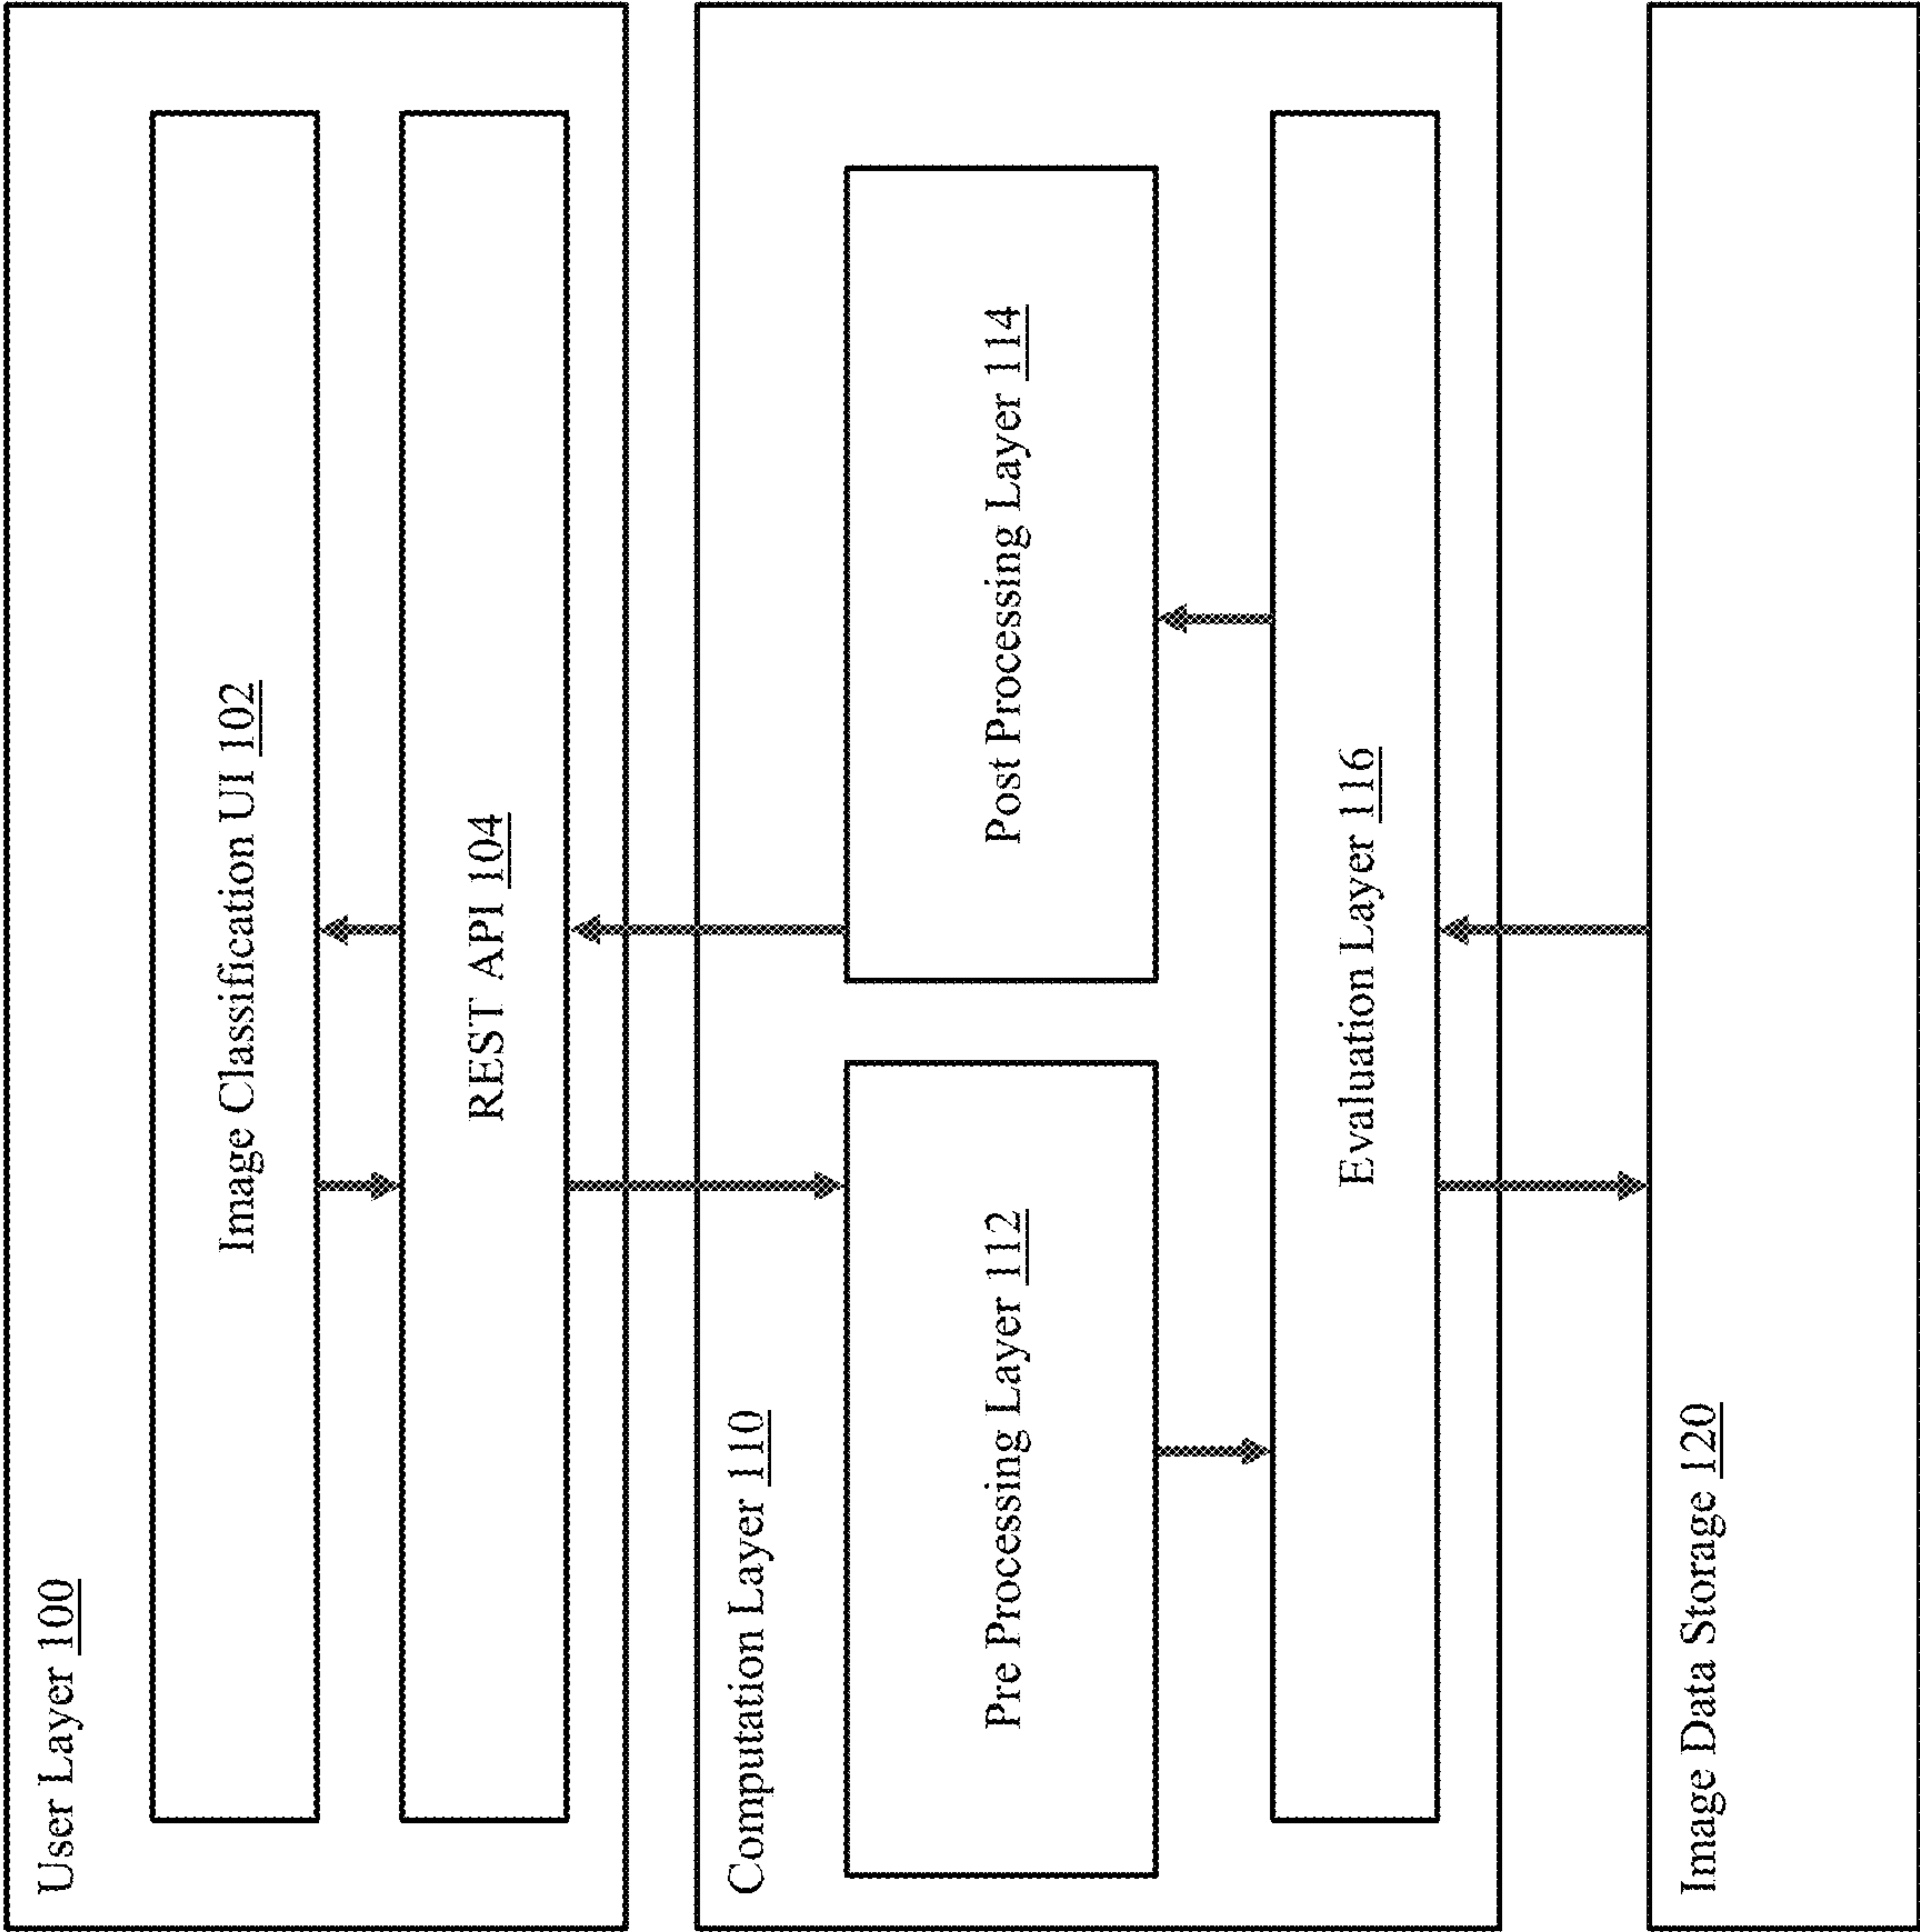 User Layer 100
Image Classification UI 102
REST API 104
Computation Layer 110
Pre Processing Layer 112
Post Processing Layer 114
Evaluation Layer 116
Image Data Storage 120